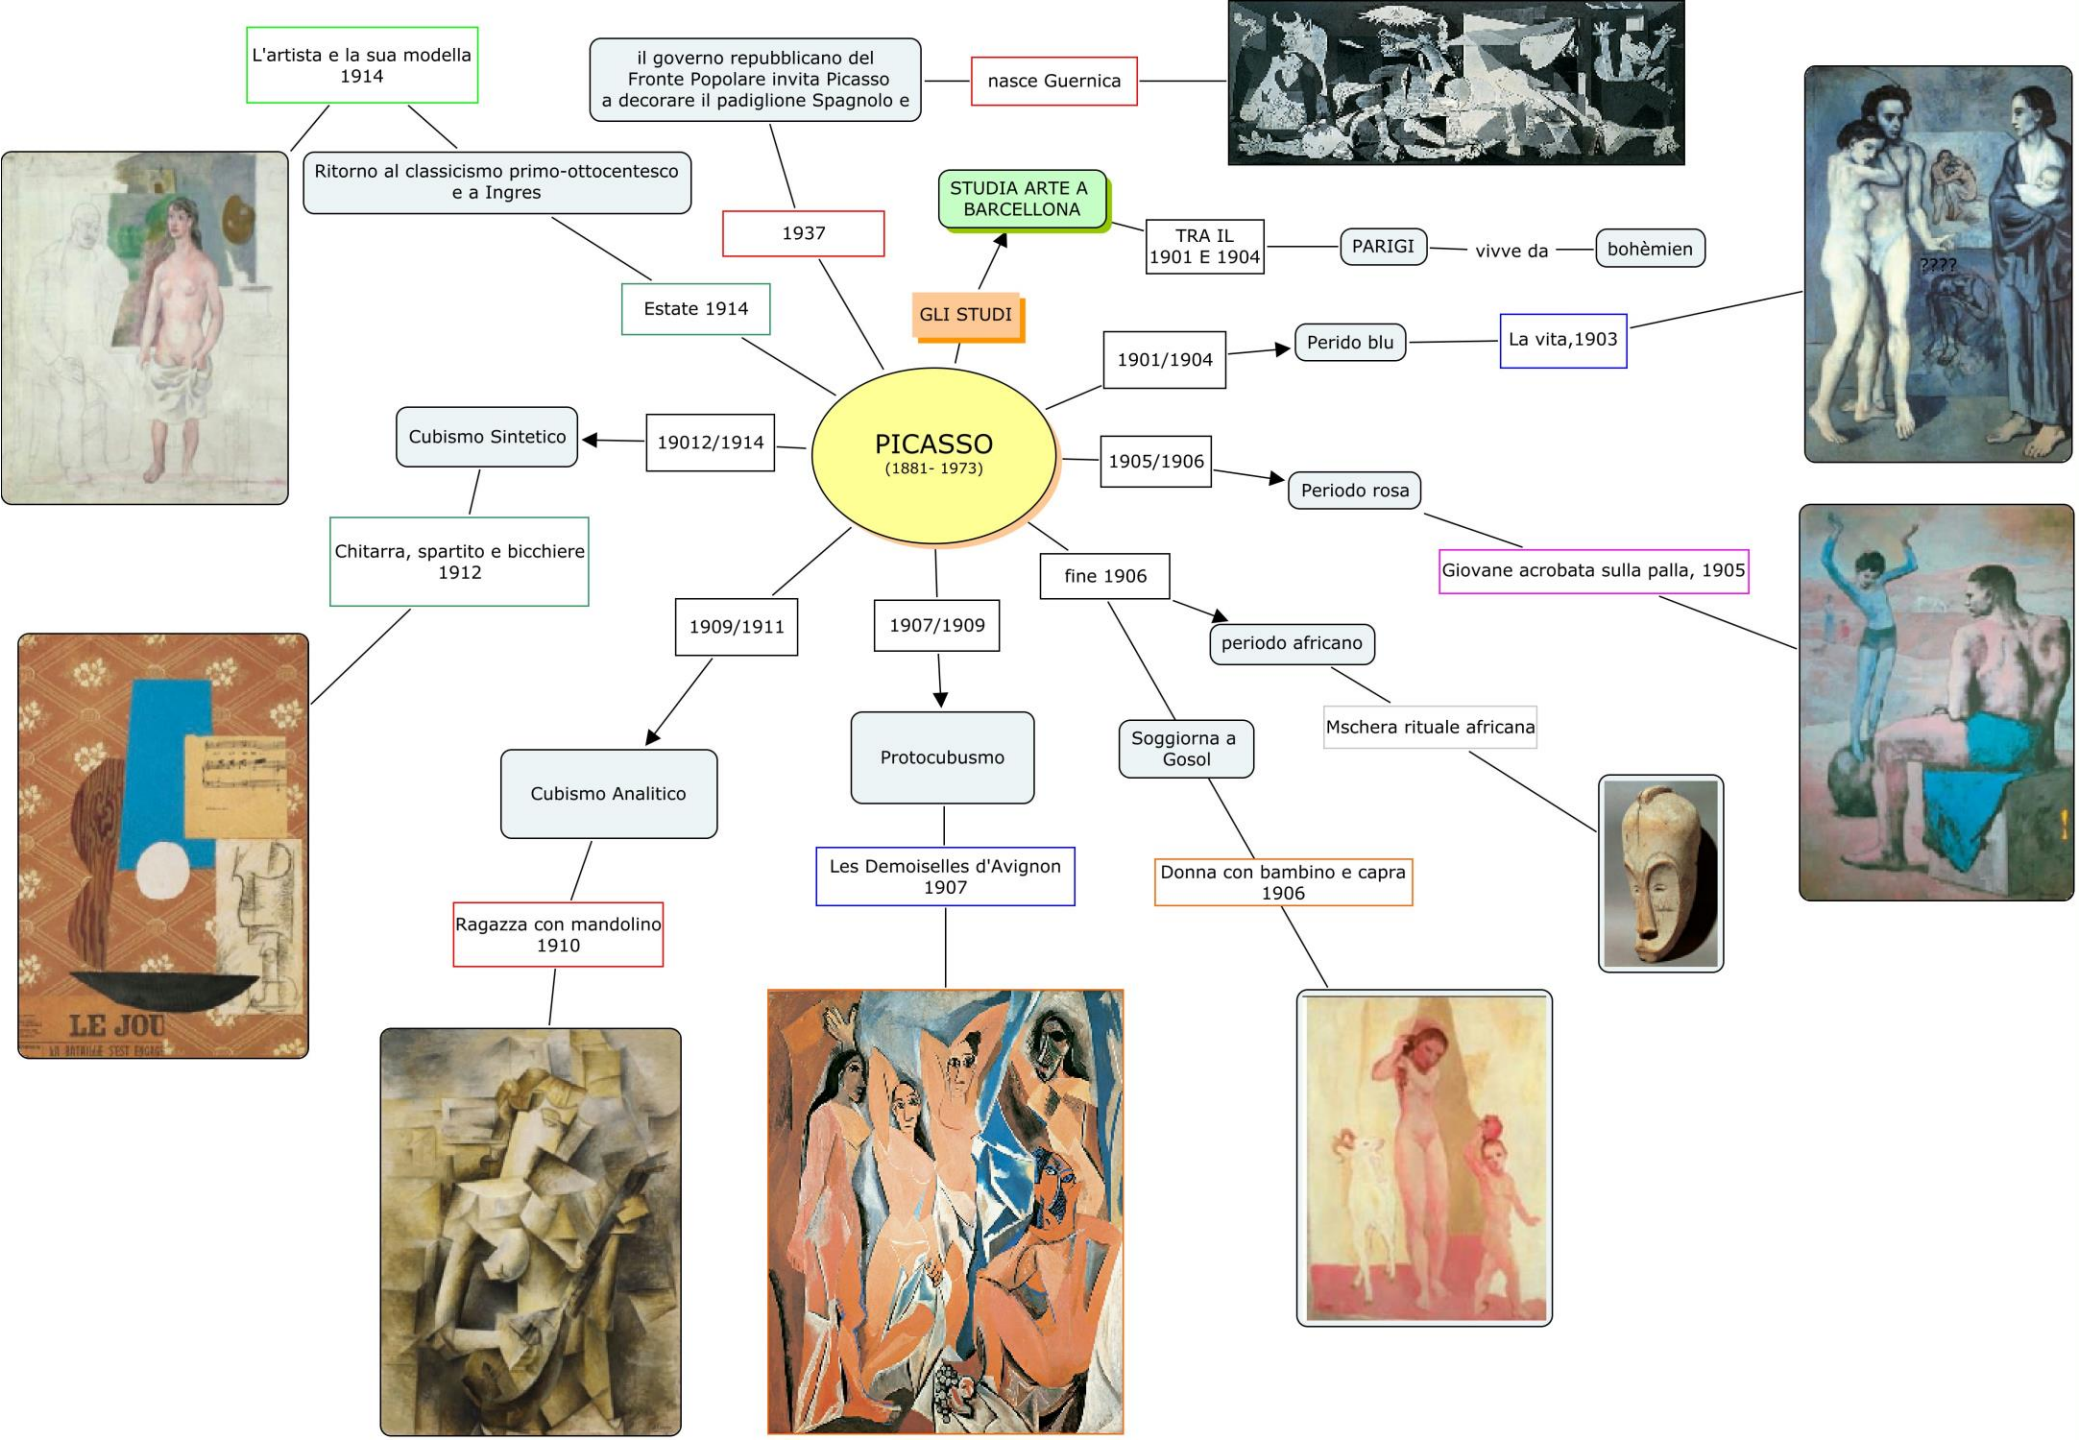 L'artista e la sua modella
1914
il governo repubblicano del
Fronte Popolare invita Picasso
a decorare il padiglione Spagnolo e
nasce Guernica
Ritorno al classicismo primo-ottocentesco
e a Ingres
STUDIA ARTE A
BARCELLONA
1937
TRA IL
1901 E 1904
PARIGI
vivve da
bohèmien
????
Estate 1914
GLI STUDI
1901/1904
Perido blu
La vita,1903
Cubismo Sintetico
19012/1914
PICASSO
(1881- 1973)
1905/1906
Periodo rosa
Chitarra, spartito e bicchiere
1912
fine 1906
Giovane acrobata sulla palla, 1905
1909/1911
1907/1909
periodo africano
Mschera rituale africana
Soggiorna a
Gosol
Protocubusmo
Cubismo Analitico
Les Demoiselles d'Avignon
1907
Donna con bambino e capra
1906
Ragazza con mandolino
1910
LE JOU
LA BATAILLE S'EST ENGAGÉ